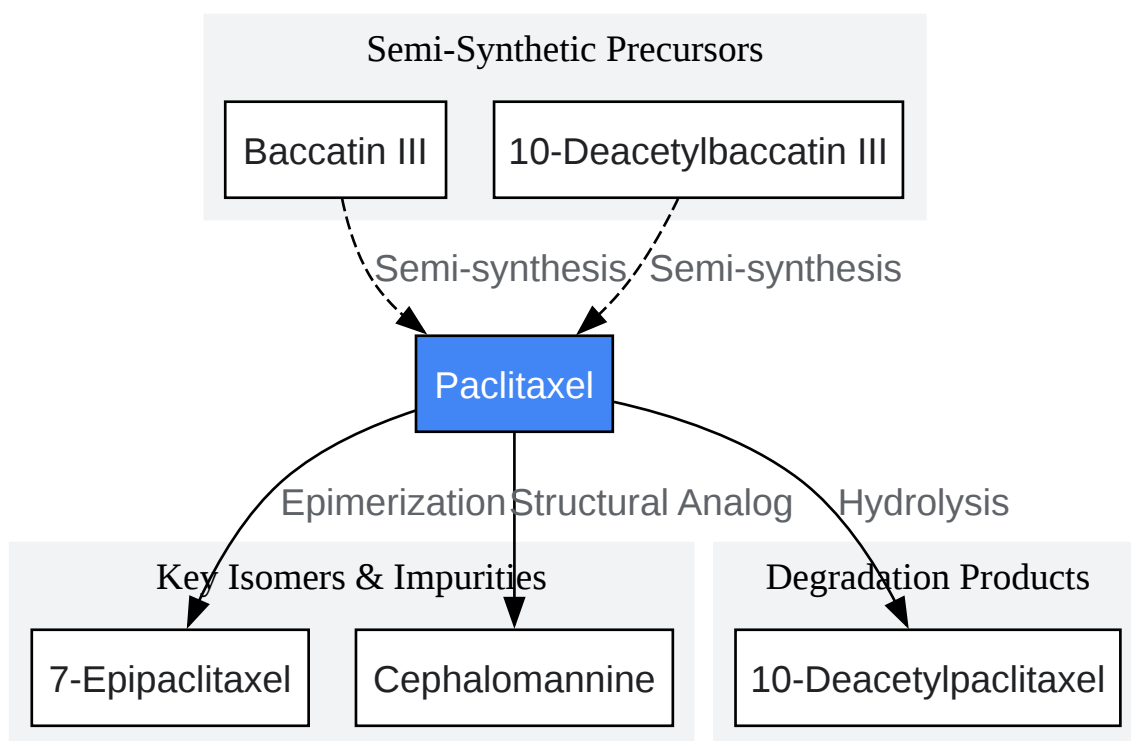 Semi-Synthetic Precursors
Baccatin III
10-Deacetylbaccatin III
Semi-synthesis
Semi-synthesis
Paclitaxel
Epimerization
Structural Analog
Hydrolysis
Key Isomers & Impurities
Degradation Products
7-Epipaclitaxel
Cephalomannine
10-Deacetylpaclitaxel